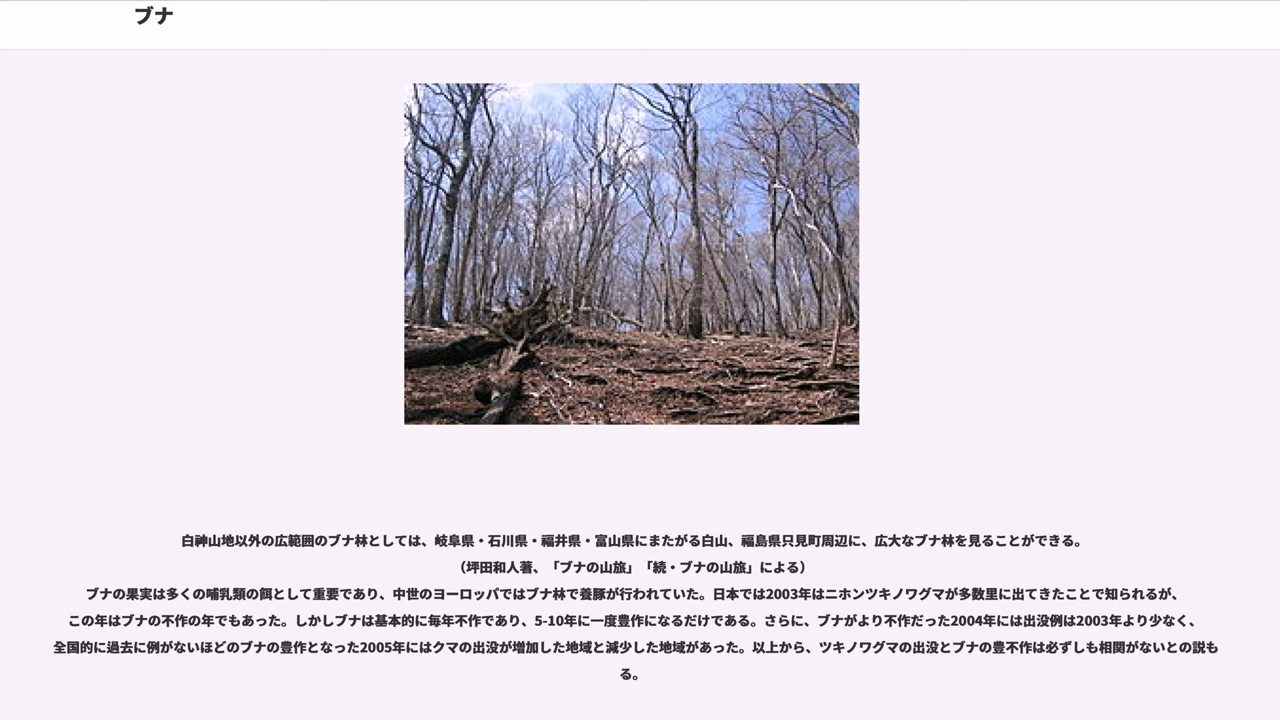 ブナ
白神山地以外の広範囲のブナ林としては、岐阜県・石川県・福井県・富山県にまたがる白山、福島県只見町周辺に、広大なブナ林を見ることができる。
（坪田和人著、「ブナの山旅」「続・ブナの山旅」による）
ブナの果実は多くの哺乳類の餌として重要であり、中世のヨーロッパではブナ林で養豚が行われていた。日本では2003年はニホンツキノワグマが多数里に出てきたことで知られるが、
この年はブナの不作の年でもあった。しかしブナは基本的に毎年不作であり、5-10年に一度豊作になるだけである。さらに、ブナがより不作だった2004年には出没例は2003年より少なく、
全国的に過去に例がないほどのブナの豊作となった2005年にはクマの出没が増加した地域と減少した地域があった。以上から、ツキノワグマの出没とブナの豊不作は必ずしも相関がないとの説も
る。